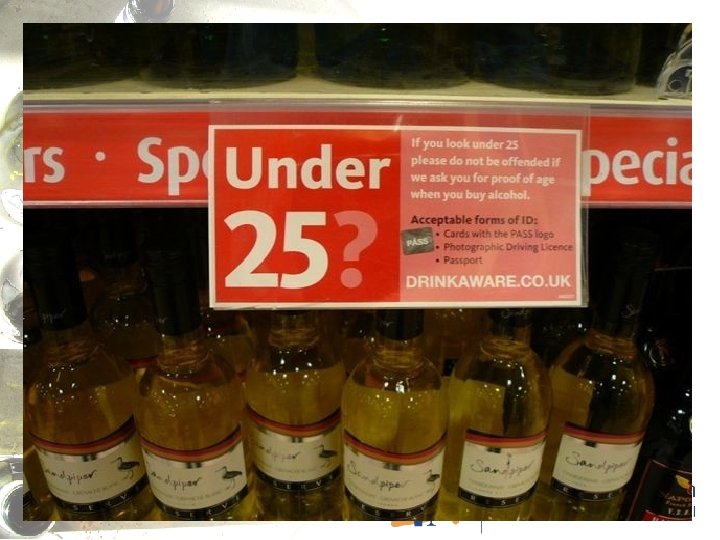 rs · Spe
pecia
Under
25?
If you look under 25
please do not be offended if
we ask you for proof of age
when you buy alcohol.
Acceptable forms of ID:
PASS
• Cards with the PASS logo
• Photographic Driving Licence
• Passport
DRINKAWARE.CO.UK
Sandpiper
Sandpiper
Sandpiper
Sandpiper
Sandpiper
Sandpiper